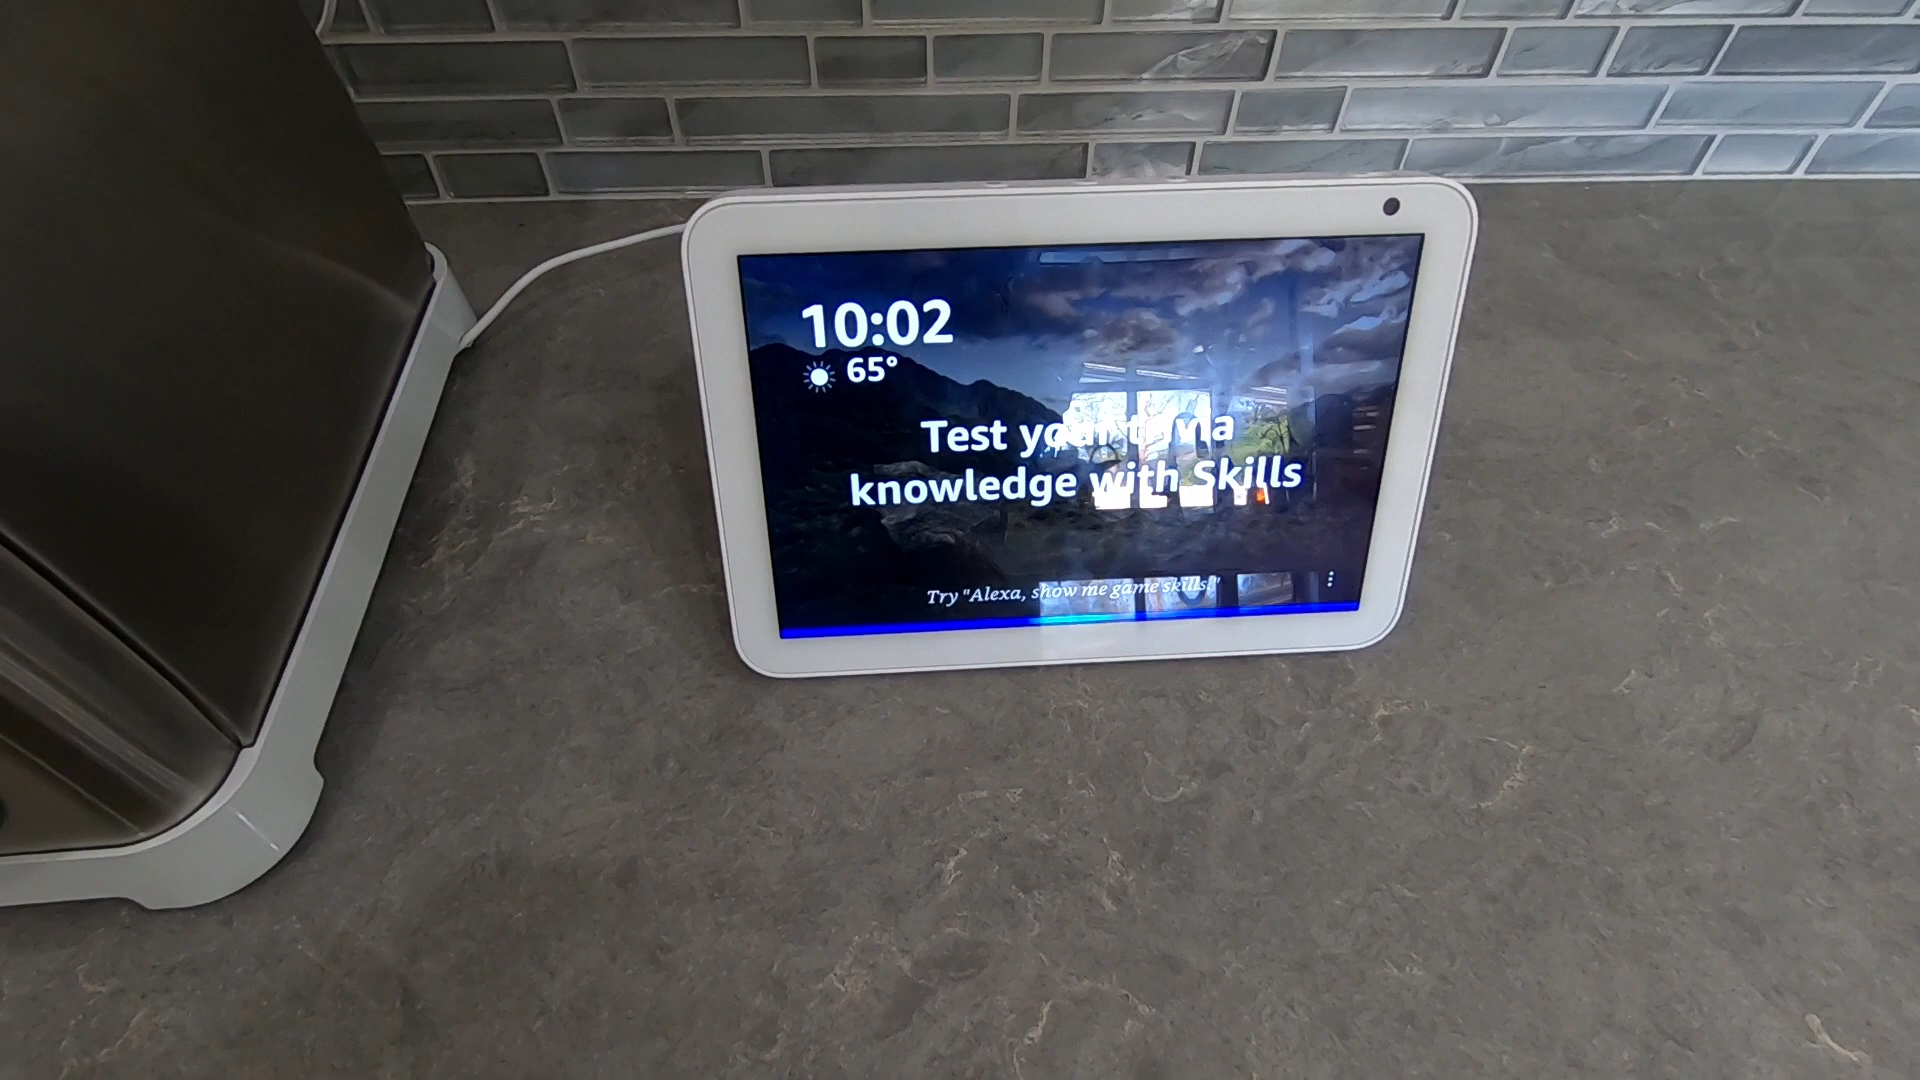 10:02
65°
Test your trivia
knowledge with Skills
Try "Alexa, show me game skills!"